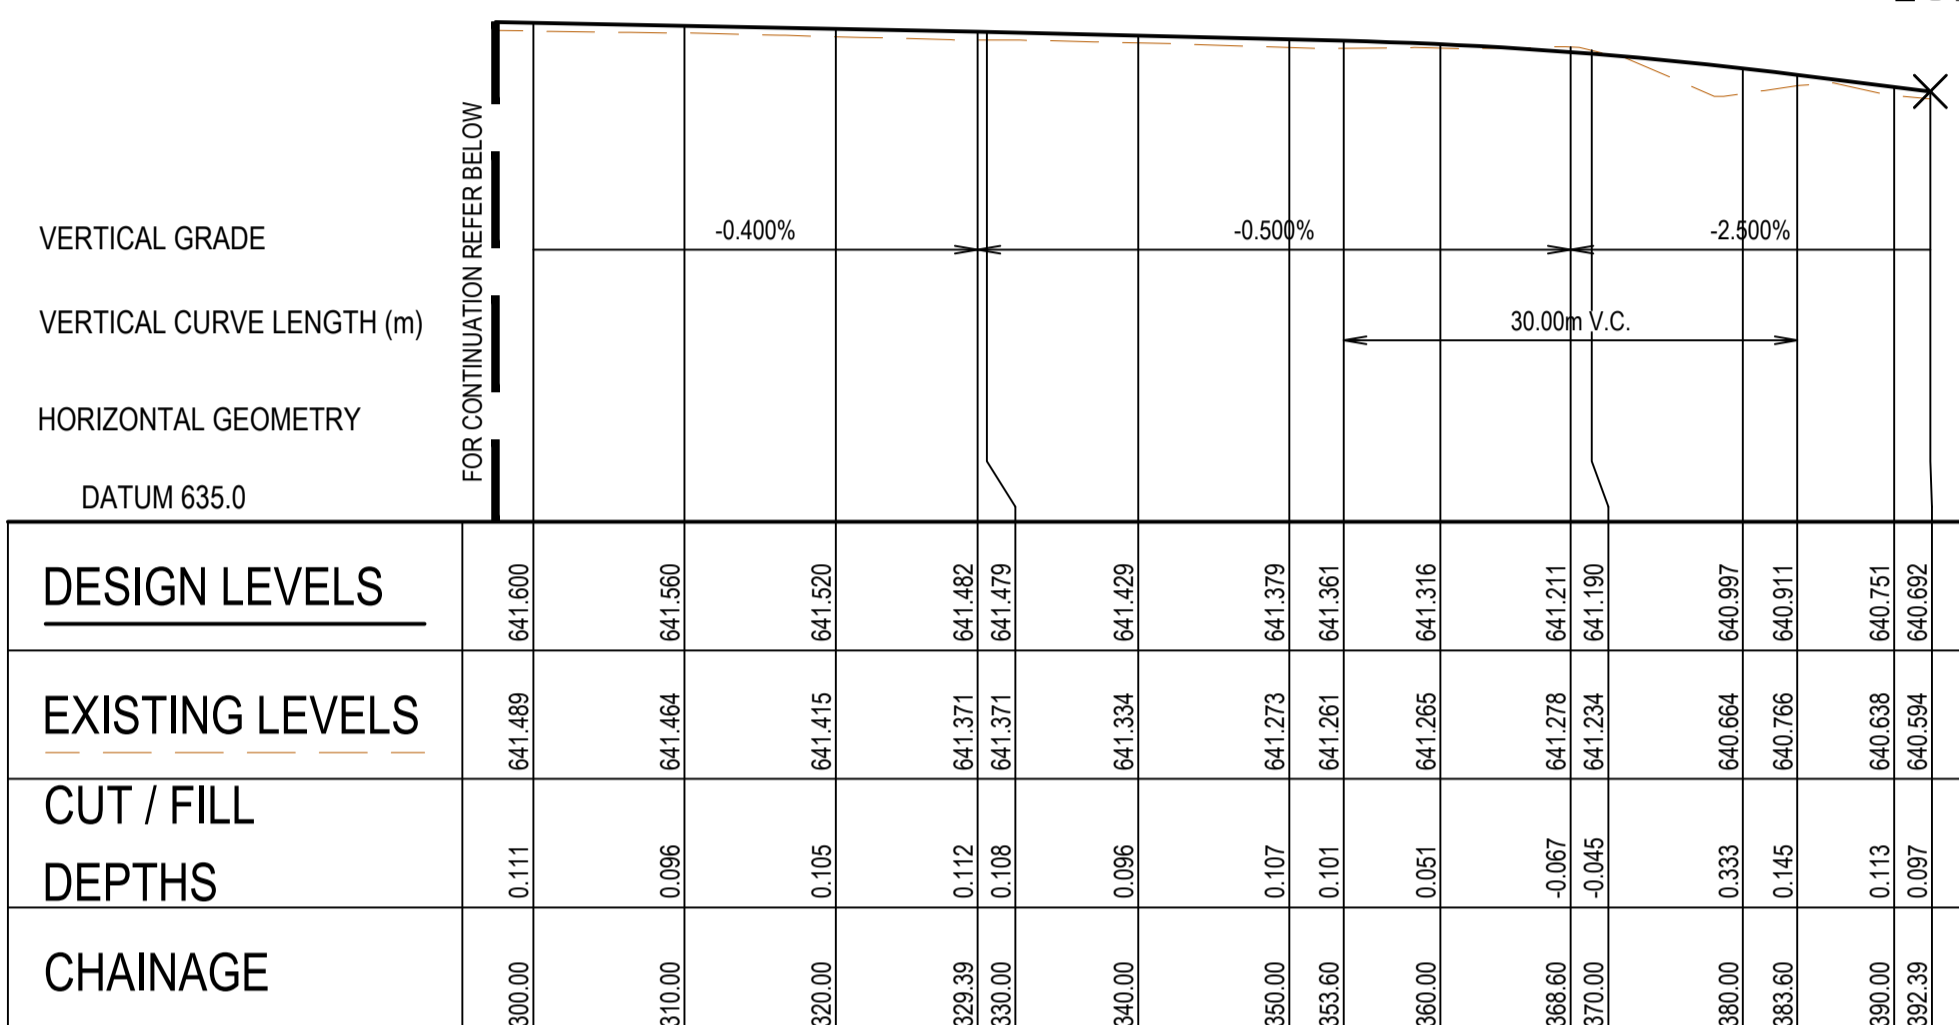 FOR CONTINUATION REFER BELOW
VERTICAL GRADE
-0.400%
-0.500%
-2.500%
VERTICAL CURVE LENGTH (m)
30.00m V.C.
HORIZONTAL GEOMETRY
DATUM 635.0
DESIGN LEVELS
641.600 641.560 641.520 641.482 641.479 641.429 641.379 641.361 641.316 641.211 641.190 640.997 640.911 640.751 640.692
EXISTING LEVELS
641.489 641.464 641.415 641.371 641.371 641.334 641.273 641.261 641.265 641.278 641.234 640.664 640.766 640.638 640.594
CUT / FILL
DEPTHS
0.111 0.096 0.105 0.112 0.108 0.096 0.107 0.101 0.051 -0.067 -0.045 0.333 0.145 0.113 0.097
CHAINAGE
300.00 310.00 320.00 329.39 330.00 340.00 350.00 353.60 360.00 368.60 370.00 380.00 383.60 390.00 392.39